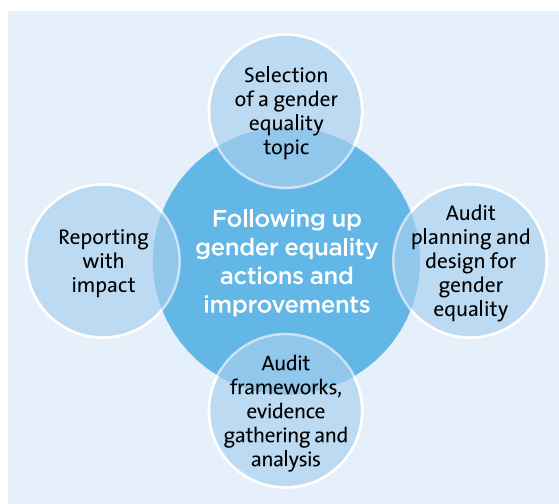 Selection
of a gender
equality
topic
Following up
gender equality
actions and
improvements
Audit
planning and
design for
gender
equality
Audit
frameworks,
evidence
gathering and
analysis
Reporting
with
impact